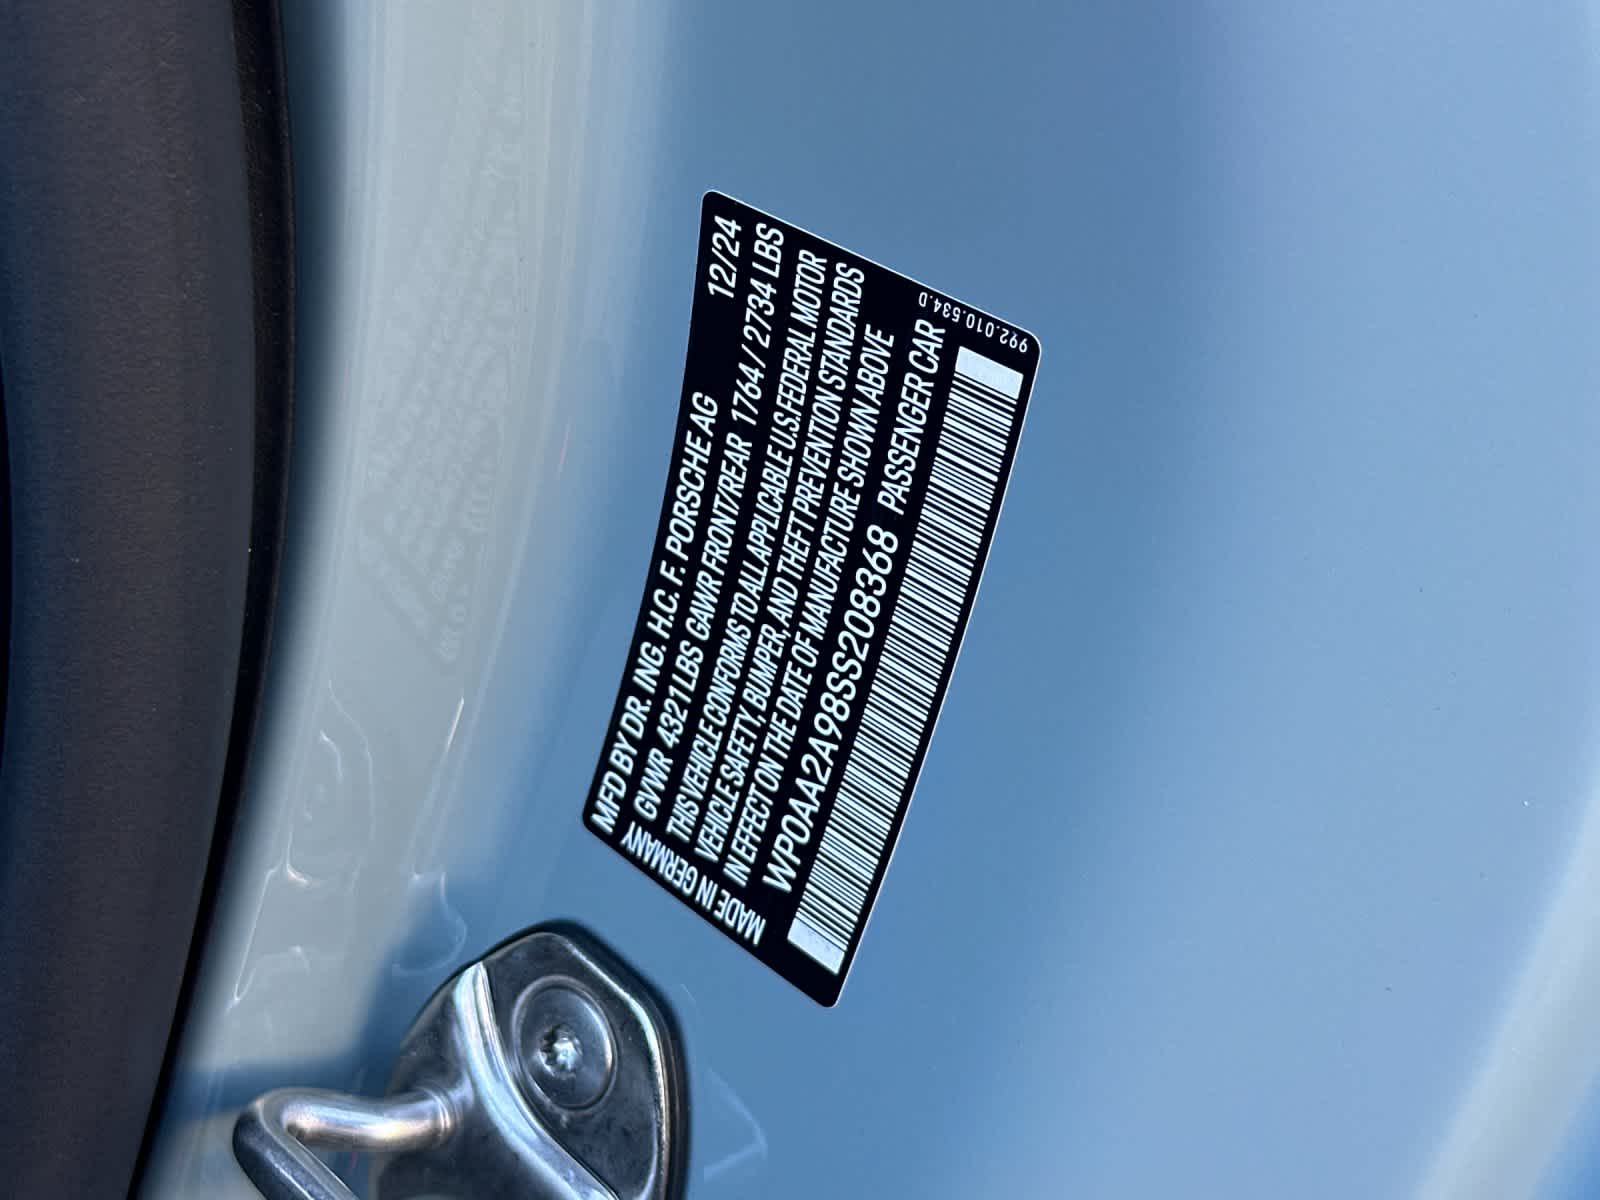 MFD BY DR. ING. H.C. F. PORSCHE AG 12/24
GVWR 4321 LBS GAWR FRONT/REAR 1764 / 2734 LBS
THIS VEHICLE CONFORMS TO ALL APPLICABLE U.S. FEDERAL MOTOR
VEHICLE SAFETY, BUMPER, AND THEFT PREVENTION STANDARDS
IN EFFECT ON THE DATE OF MANUFACTURE SHOWN ABOVE
WP0AA2A98SS208368 PASSENGER CAR
MADE IN GERMANY
992.010.534.D